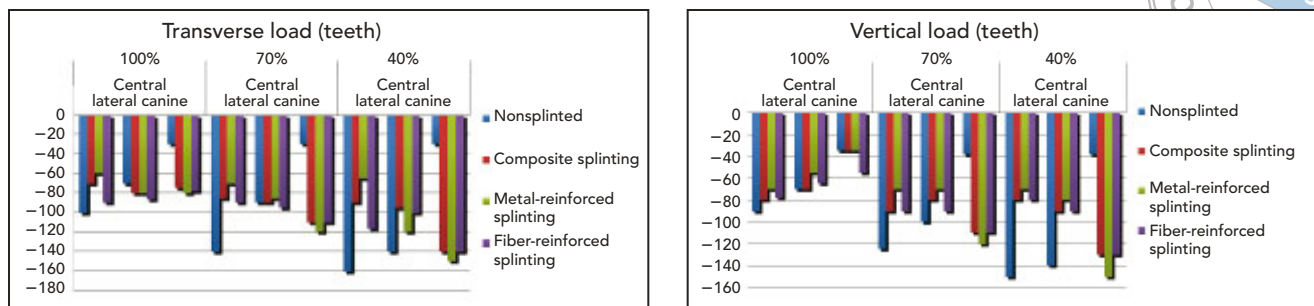 Transverse load (teeth)
100% 70% 40%
Central Central Central
lateral canine lateral canine lateral canine
0
−20
−40
−60
−80
−100
−120
−140
−160
−180
Nonsplinted
Composite splinting
Metal-reinforced
splinting
Fiber-reinforced
splinting
Vertical load (teeth)
100% 70% 40%
Central Central Central
lateral canine lateral canine lateral canine
0
−20
−40
−60
−80
−100
−120
−140
−160
Nonsplinted
Composite splinting
Metal-reinforced
splinting
Fiber-reinforced
splinting